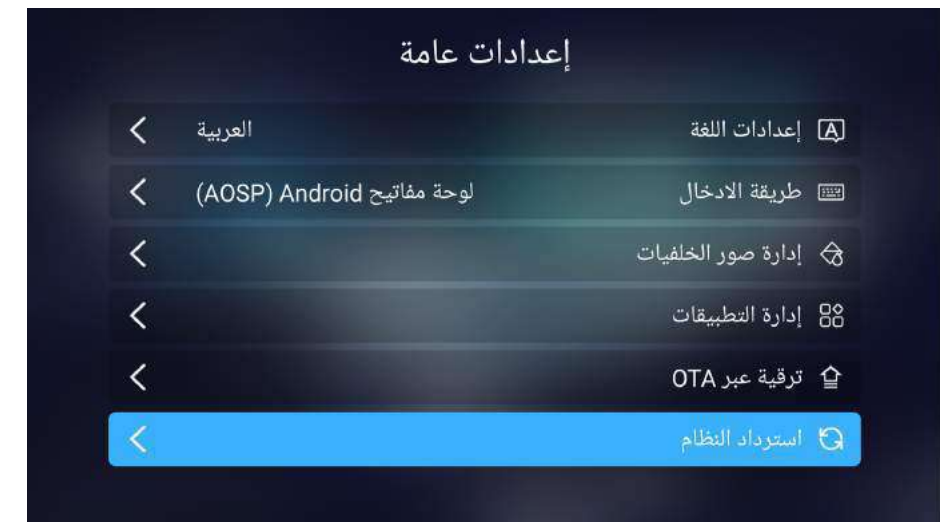 إعدادات عامة
إعدادات اللغة العربية
طريقة الادخال لوحة مفاتيح Android (AOSP)
إدارة صور الخلفيات
إدارة التطبيقات
ترقية عبر OTA
استرداد النظام